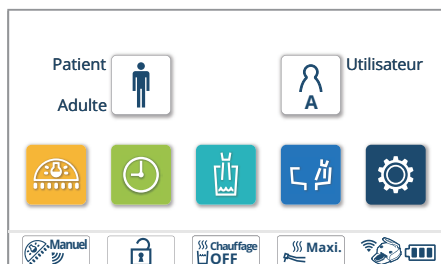 Patient
Utilisateur
Adulte
A
Manuel
Chauffage
OFF
Maxi.